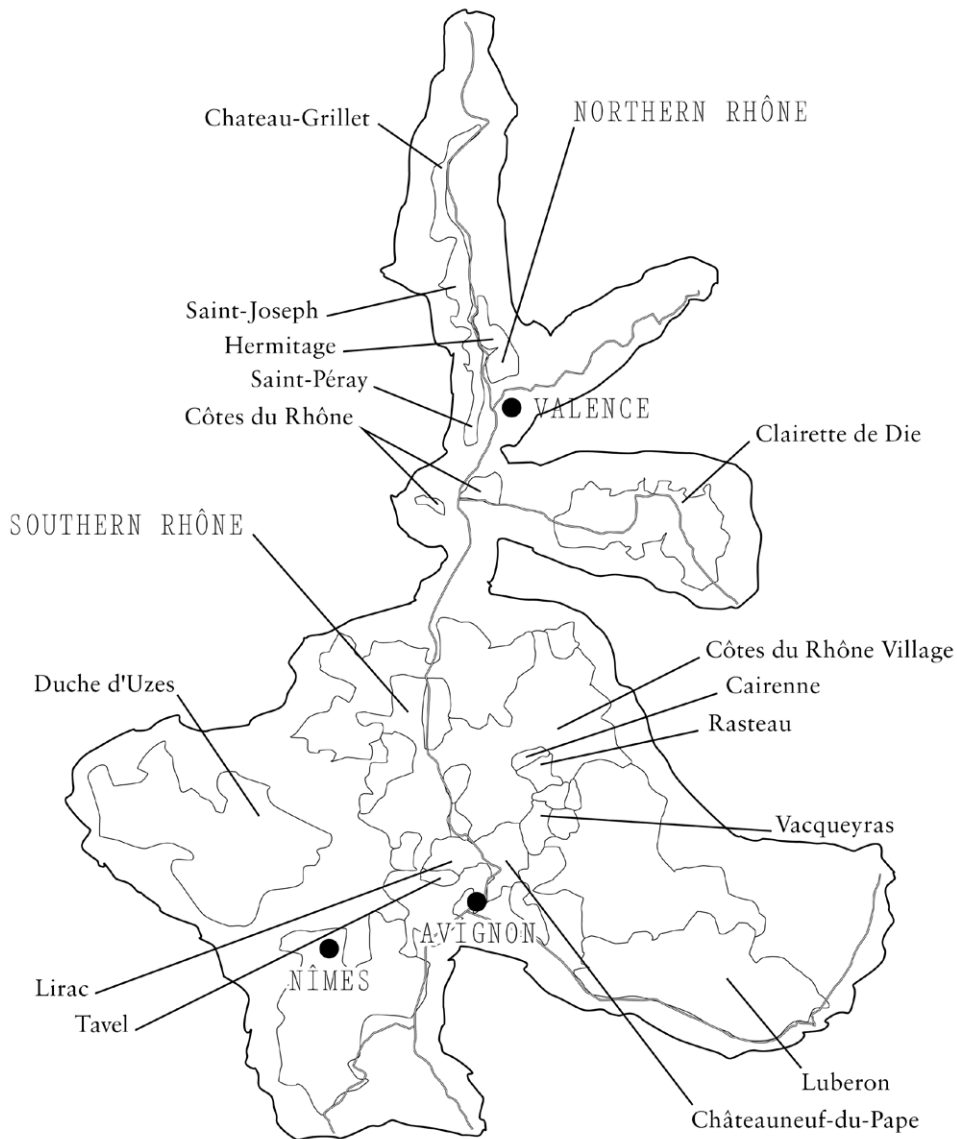 Chateau-Grillet
NORTHERN RHÔNE
Saint-Joseph
Hermitage
Saint-Péray
Côtes du Rhône
VALENCE
Clairette de Die
SOUTHERN RHÔNE
Côtes du Rhône Village
Duche d'Uzes
Cairenne
Rasteau
Vacqueyras
AVIGNON
NÎMES
Lirac
Tavel
Luberon
Châteauneuf-du-Pape